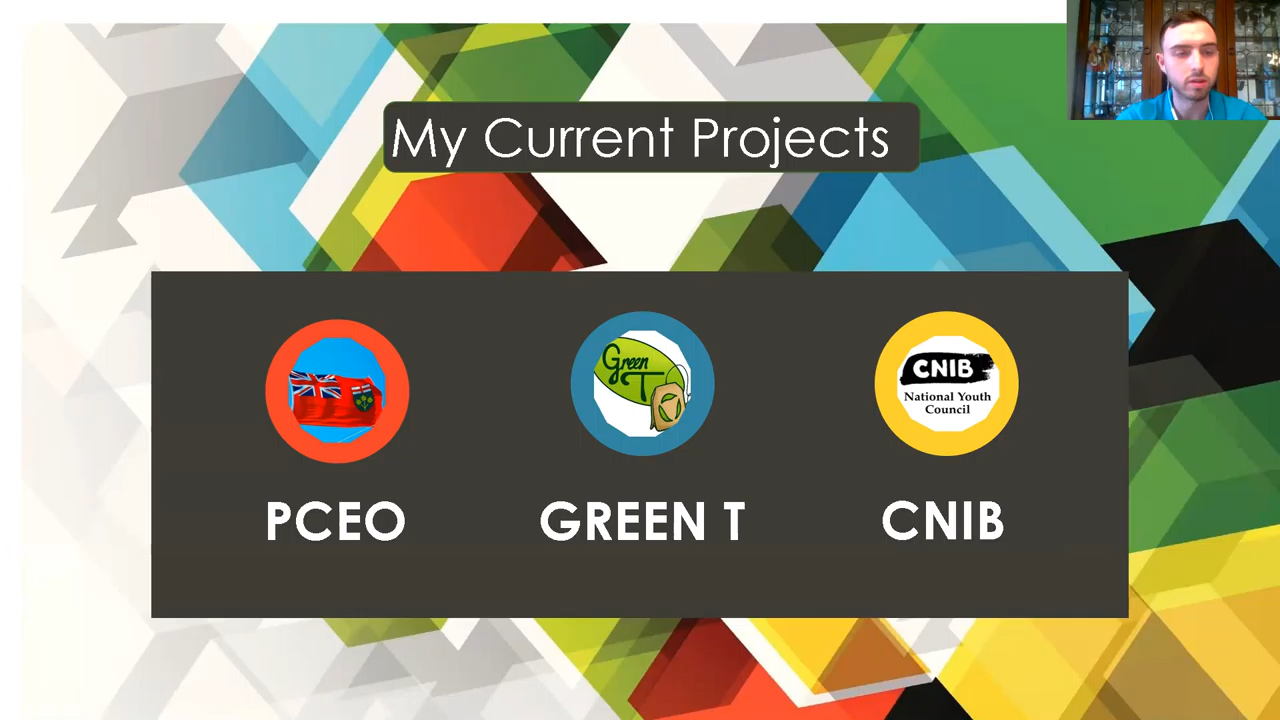 My Current Projects
Green
T
CNIB
National Youth
Council
PCEO
GREEN T
CNIB